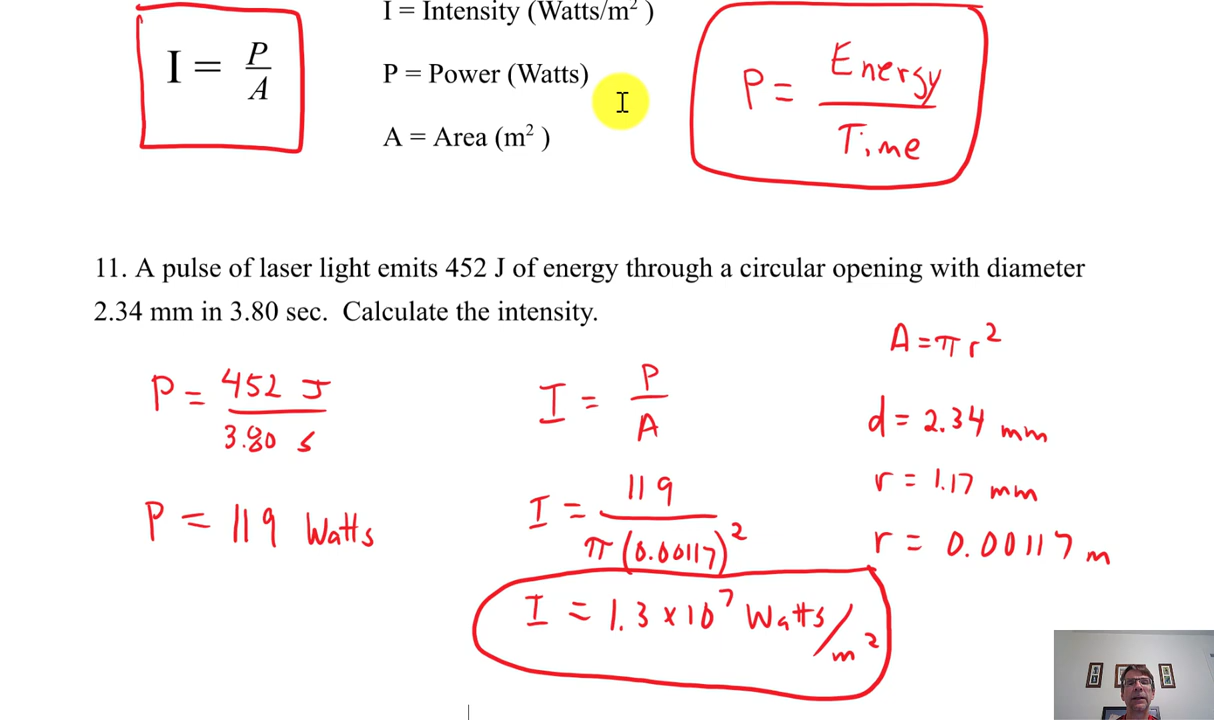 I = Intensity (Watts/m²)
I = P/A
P = Power (Watts)
A = Area (m²)
P = Energy/Time
11. A pulse of laser light emits 452 J of energy through a circular opening with diameter
2.34 mm in 3.80 sec. Calculate the intensity.
P = 452 J / 3.80 s
P = 119 Watts
I = P/A
I = 119 / π(0.00117)²
I = 1.3 x 10⁷ Watts/m²
A = πr²
d = 2.34 mm
r = 1.17 mm
r = 0.00117 m